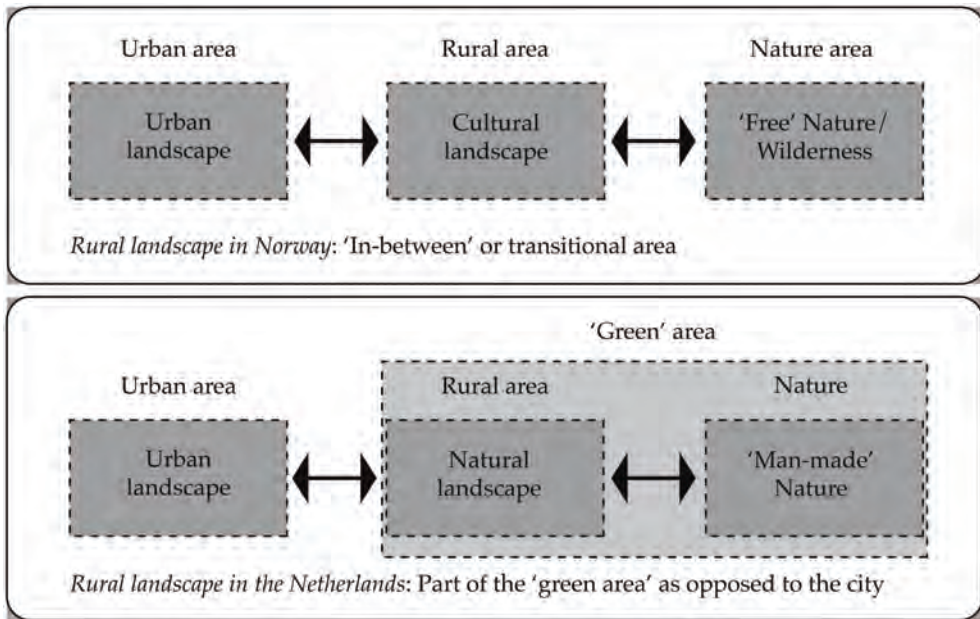 Urban area Rural area Nature area
Urban landscape
Cultural landscape
'Free' Nature/
Wilderness
Rural landscape in Norway: 'In-between' or transitional area
'Green' area
Urban area Rural area Nature
Urban landscape
Natural landscape
'Man-made'
Nature
Rural landscape in the Netherlands: Part of the 'green area' as opposed to the city